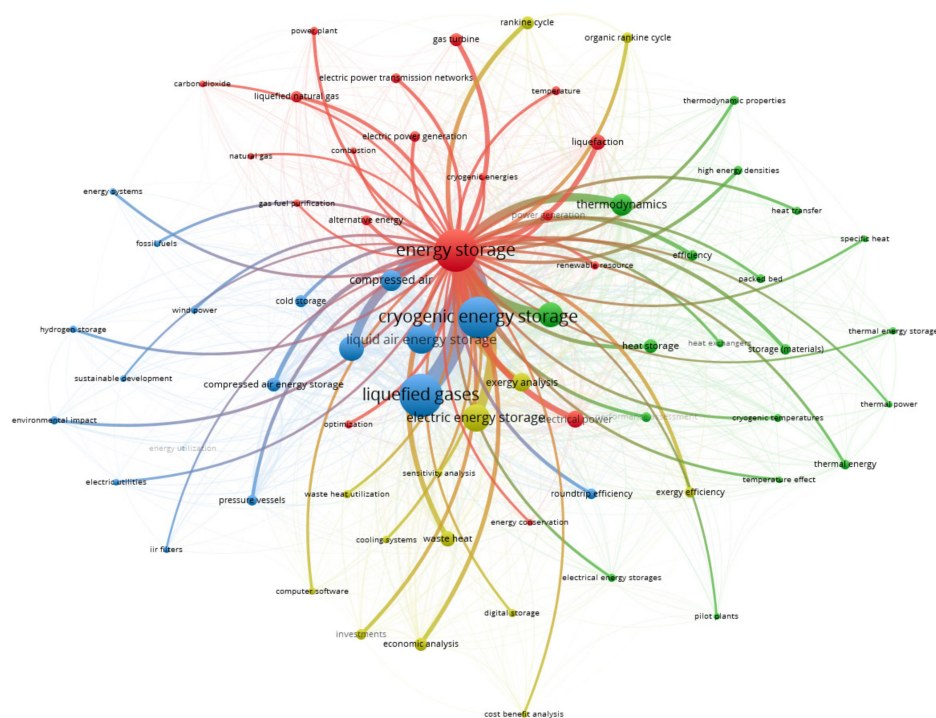 rankine cycle
power plant
gas turbine
organic rankine cycle
electric power transmission networks
carbon dioxide
liquefied natural gas
temperature
thermodynamic properties
electric power generation
liquefaction
combustion
natural gas
high energy densities
cryogenic energies
energy systems
gas fuel purification
thermodynamics
heat transfer
power generation
alternative energy
fossil fuels
specific heat
energy storage
efficiency
renewable resource
compressed air
packed bed
cold storage
wind power
cryogenic energy storage
hydrogen storage
thermal energy storage
liquid air energy storage
heat storage
heat exchangers
storage (materials)
sustainable development
compressed air energy storage
exergy analysis
liquefied gases
thermal power
environmental impact
optimization
electric energy storage
electrical power
cryogenic temperatures
energy utilization
thermal energy
sensitivity analysis
electric utilities
temperature effect
waste heat utilization
roundtrip efficiency
exergy efficiency
pressure vessels
energy conservation
cooling systems
waste heat
iir filters
electrical energy storages
computer software
digital storage
pilot plants
investments
economic analysis
cost benefit analysis